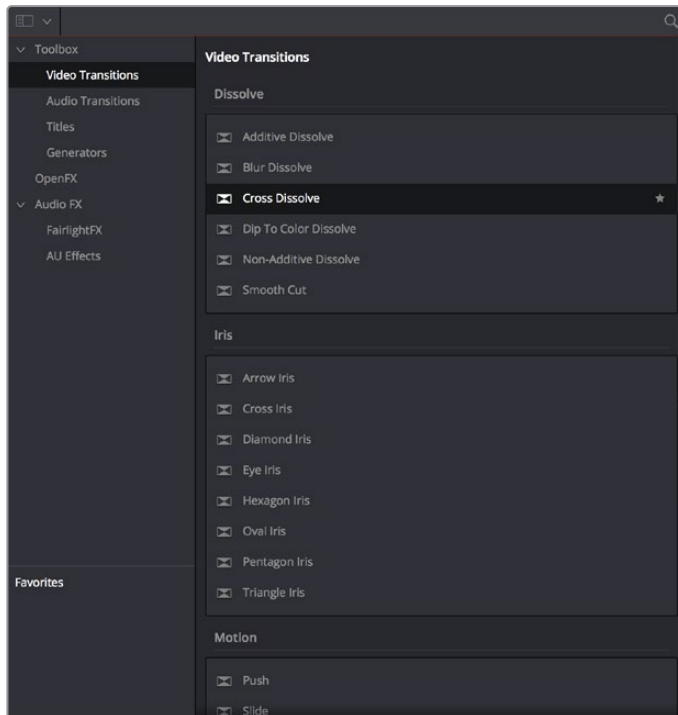 Toolbox
Video Transitions
Audio Transitions
Titles
Generators
OpenFX
Audio FX
FairlightFX
AU Effects
Favorites
Video Transitions
Dissolve
Additive Dissolve
Blur Dissolve
Cross Dissolve
Dip To Color Dissolve
Non-Additive Dissolve
Smooth Cut
Iris
Arrow Iris
Cross Iris
Diamond Iris
Eye Iris
Hexagon Iris
Oval Iris
Pentagon Iris
Triangle Iris
Motion
Push
Slide